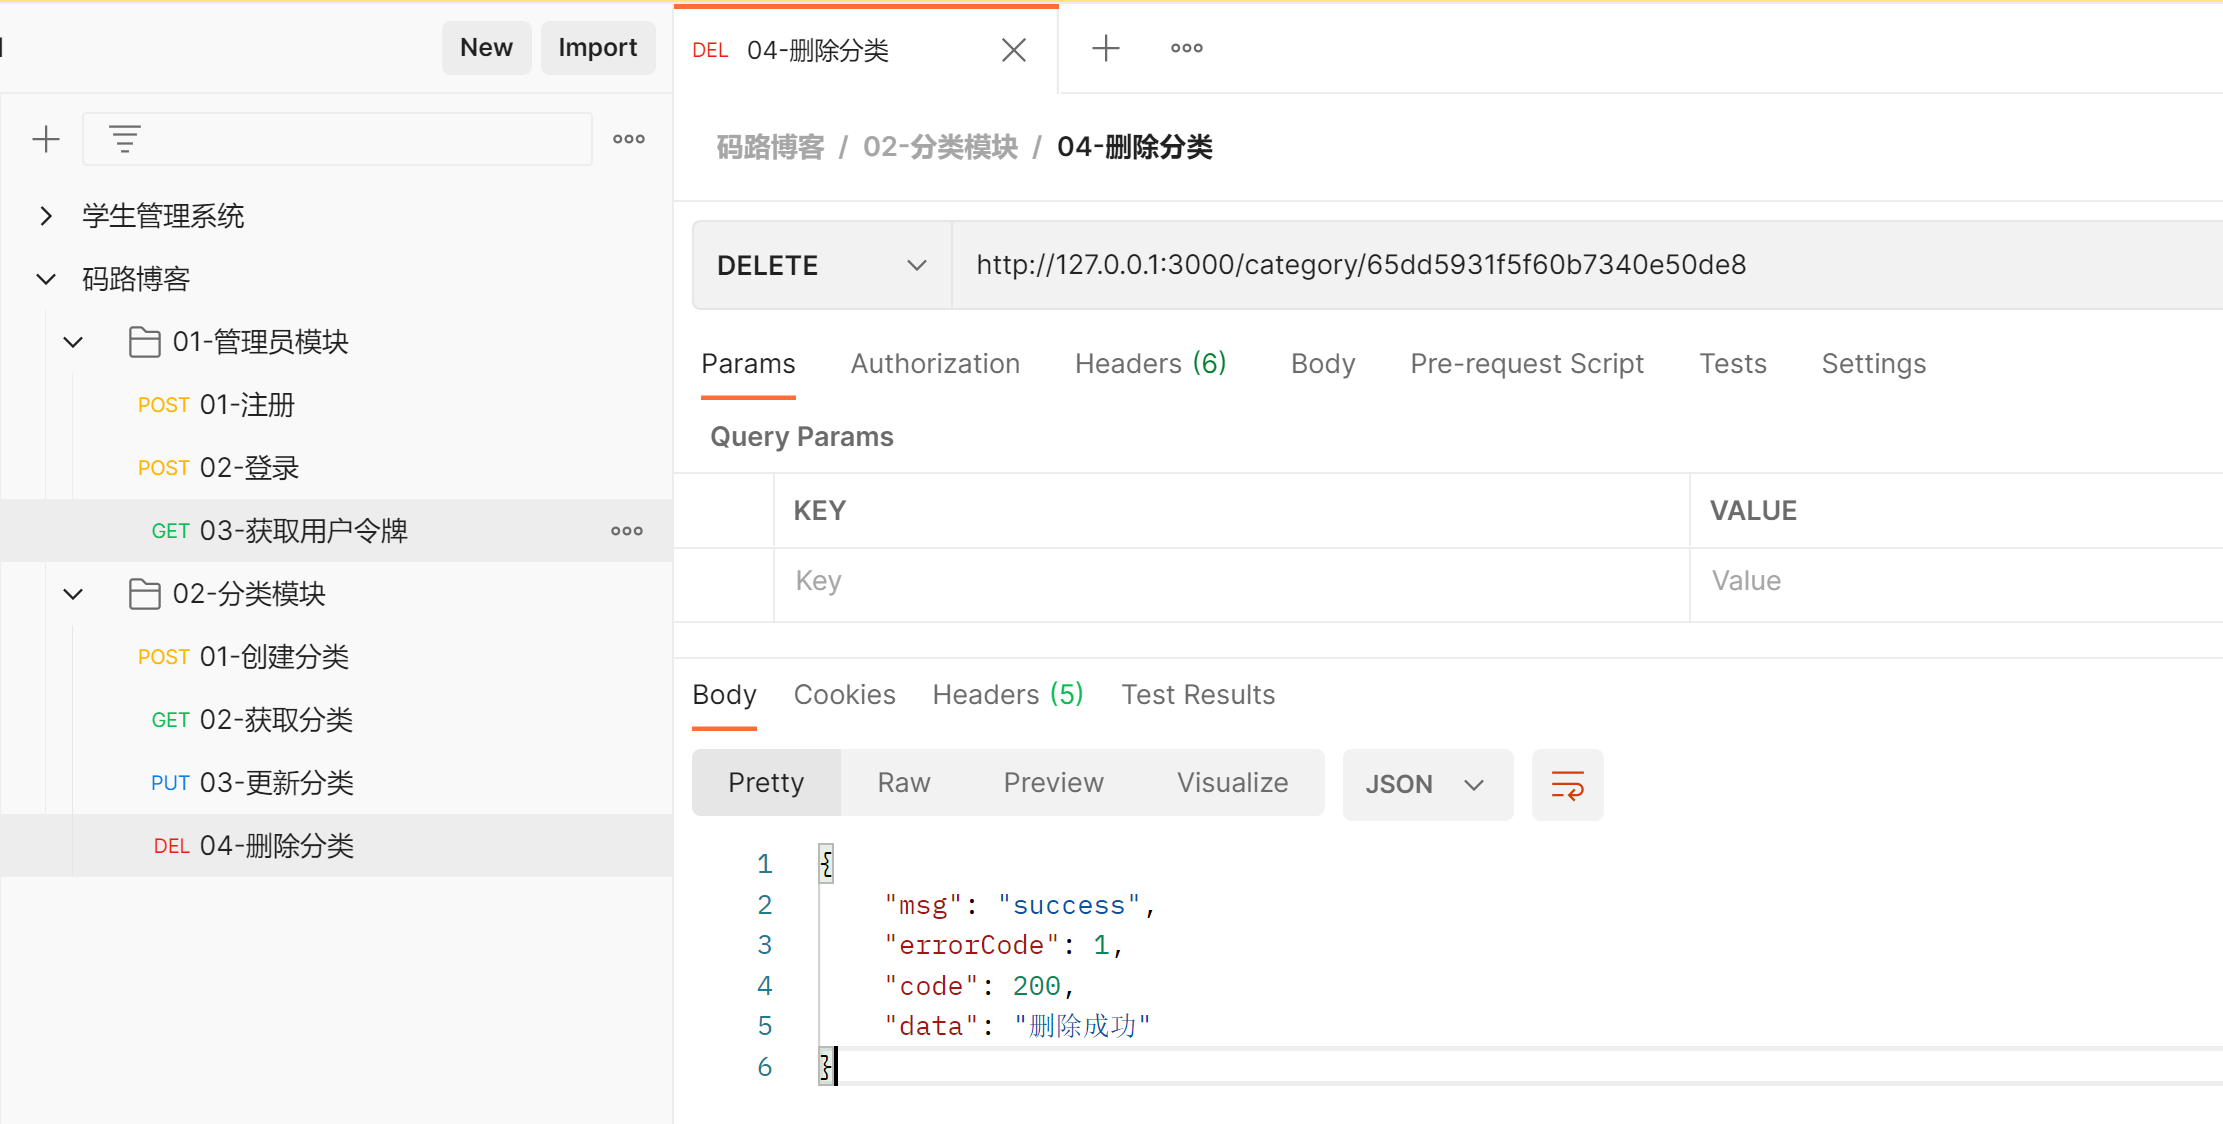 New
Import
学生管理系统
码路博客
01-管理员模块
POST 01-注册
POST 02-登录
GET 03-获取用户令牌
02-分类模块
POST 01-创建分类
GET 02-获取分类
PUT 03-更新分类
DEL 04-删除分类
DEL 04-删除分类
码路博客 / 02-分类模块 / 04-删除分类
DELETE http://127.0.0.1:3000/category/65dd5931f5f60b7340e50de8
Params Authorization Headers (6) Body Pre-request Script Tests Settings
Query Params
KEY VALUE
Key Value
Body Cookies Headers (5) Test Results
Pretty Raw Preview Visualize JSON
1 {
2 "msg": "success",
3 "errorCode": 1,
4 "code": 200,
5 "data": "删除成功"
6 }